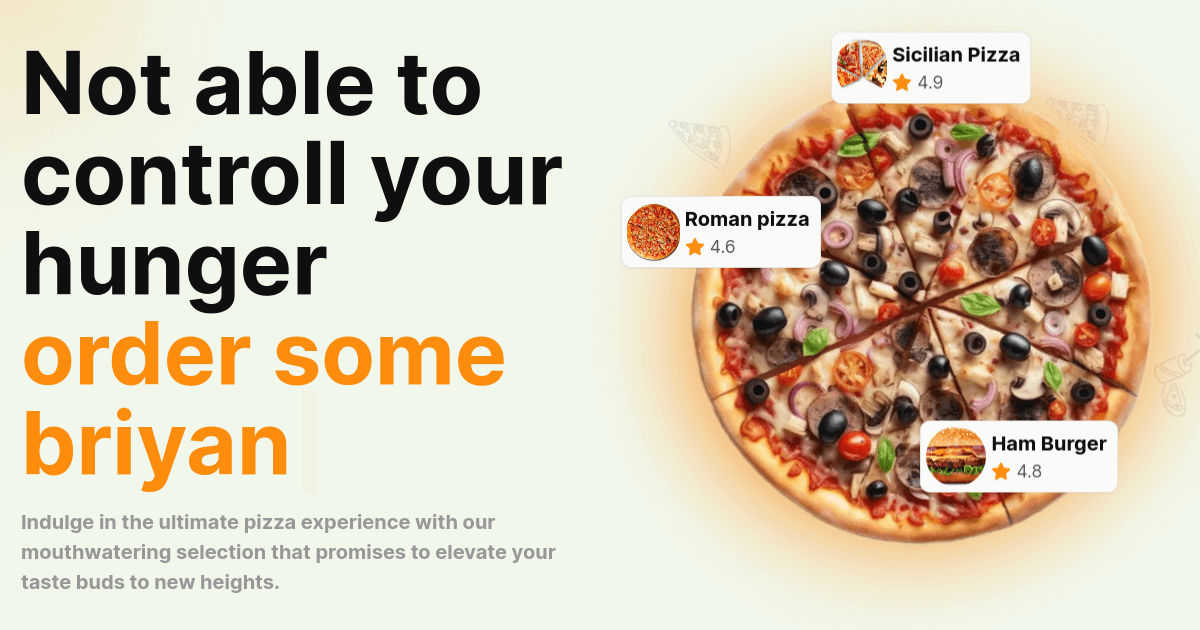 Not able to
controll your
hunger
order some
briyan
Indulge in the ultimate pizza experience with our
mouthwatering selection that promises to elevate your
taste buds to new heights.
Sicilian Pizza
4.9
Roman pizza
4.6
Ham Burger
4.8